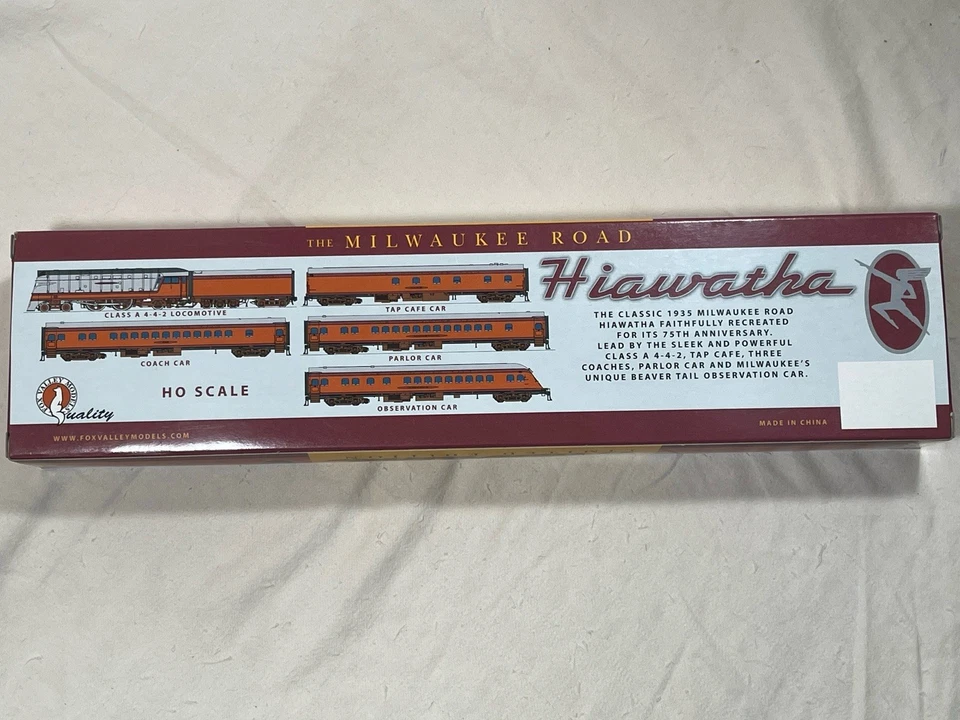 THE MILWAUKEE ROAD
Hiawatha
CLASS A 4-4-2 LOCOMOTIVE
TAP CAFE CAR
COACH CAR
PARLOR CAR
OBSERVATION CAR
THE CLASSIC 1935 MILWAUKEE ROAD
HIAWATHA FAITHFULLY RECREATED
FOR ITS 75TH ANNIVERSARY.
LEAD BY THE SLEEK AND POWERFUL
CLASS A 4-4-2, TAP CAFE, THREE
COACHES, PARLOR CAR AND MILWAUKEE'S
UNIQUE BEAVER TAIL OBSERVATION CAR.
HO SCALE
FOX VALLEY MODELS
Quality
WWW.FOXVALLEYMODELS.COM
MADE IN CHINA